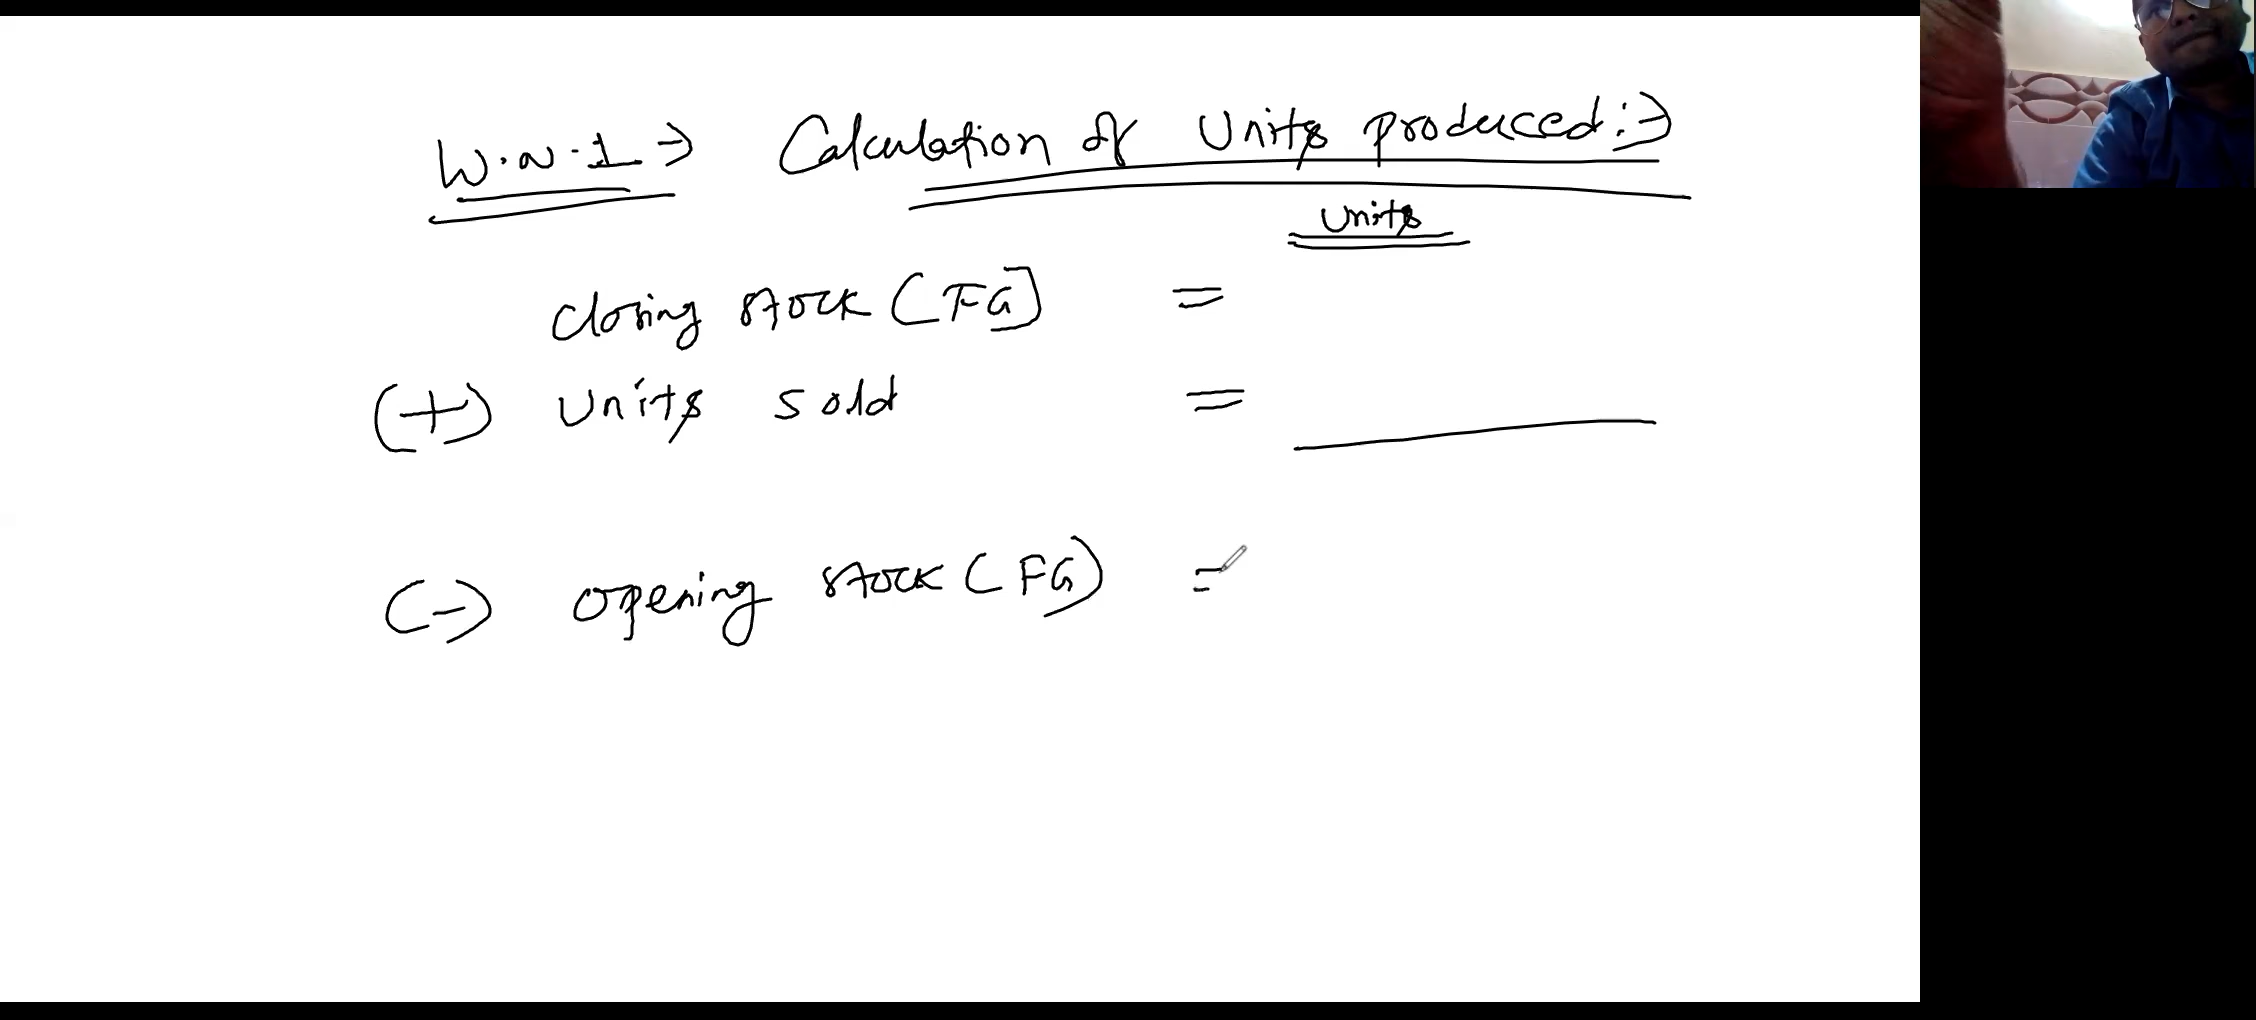 W.N.1 → Calculation of Units produced :→
Units
closing stock (FG) =
(+) Units sold =
(-) opening stock (FG) =